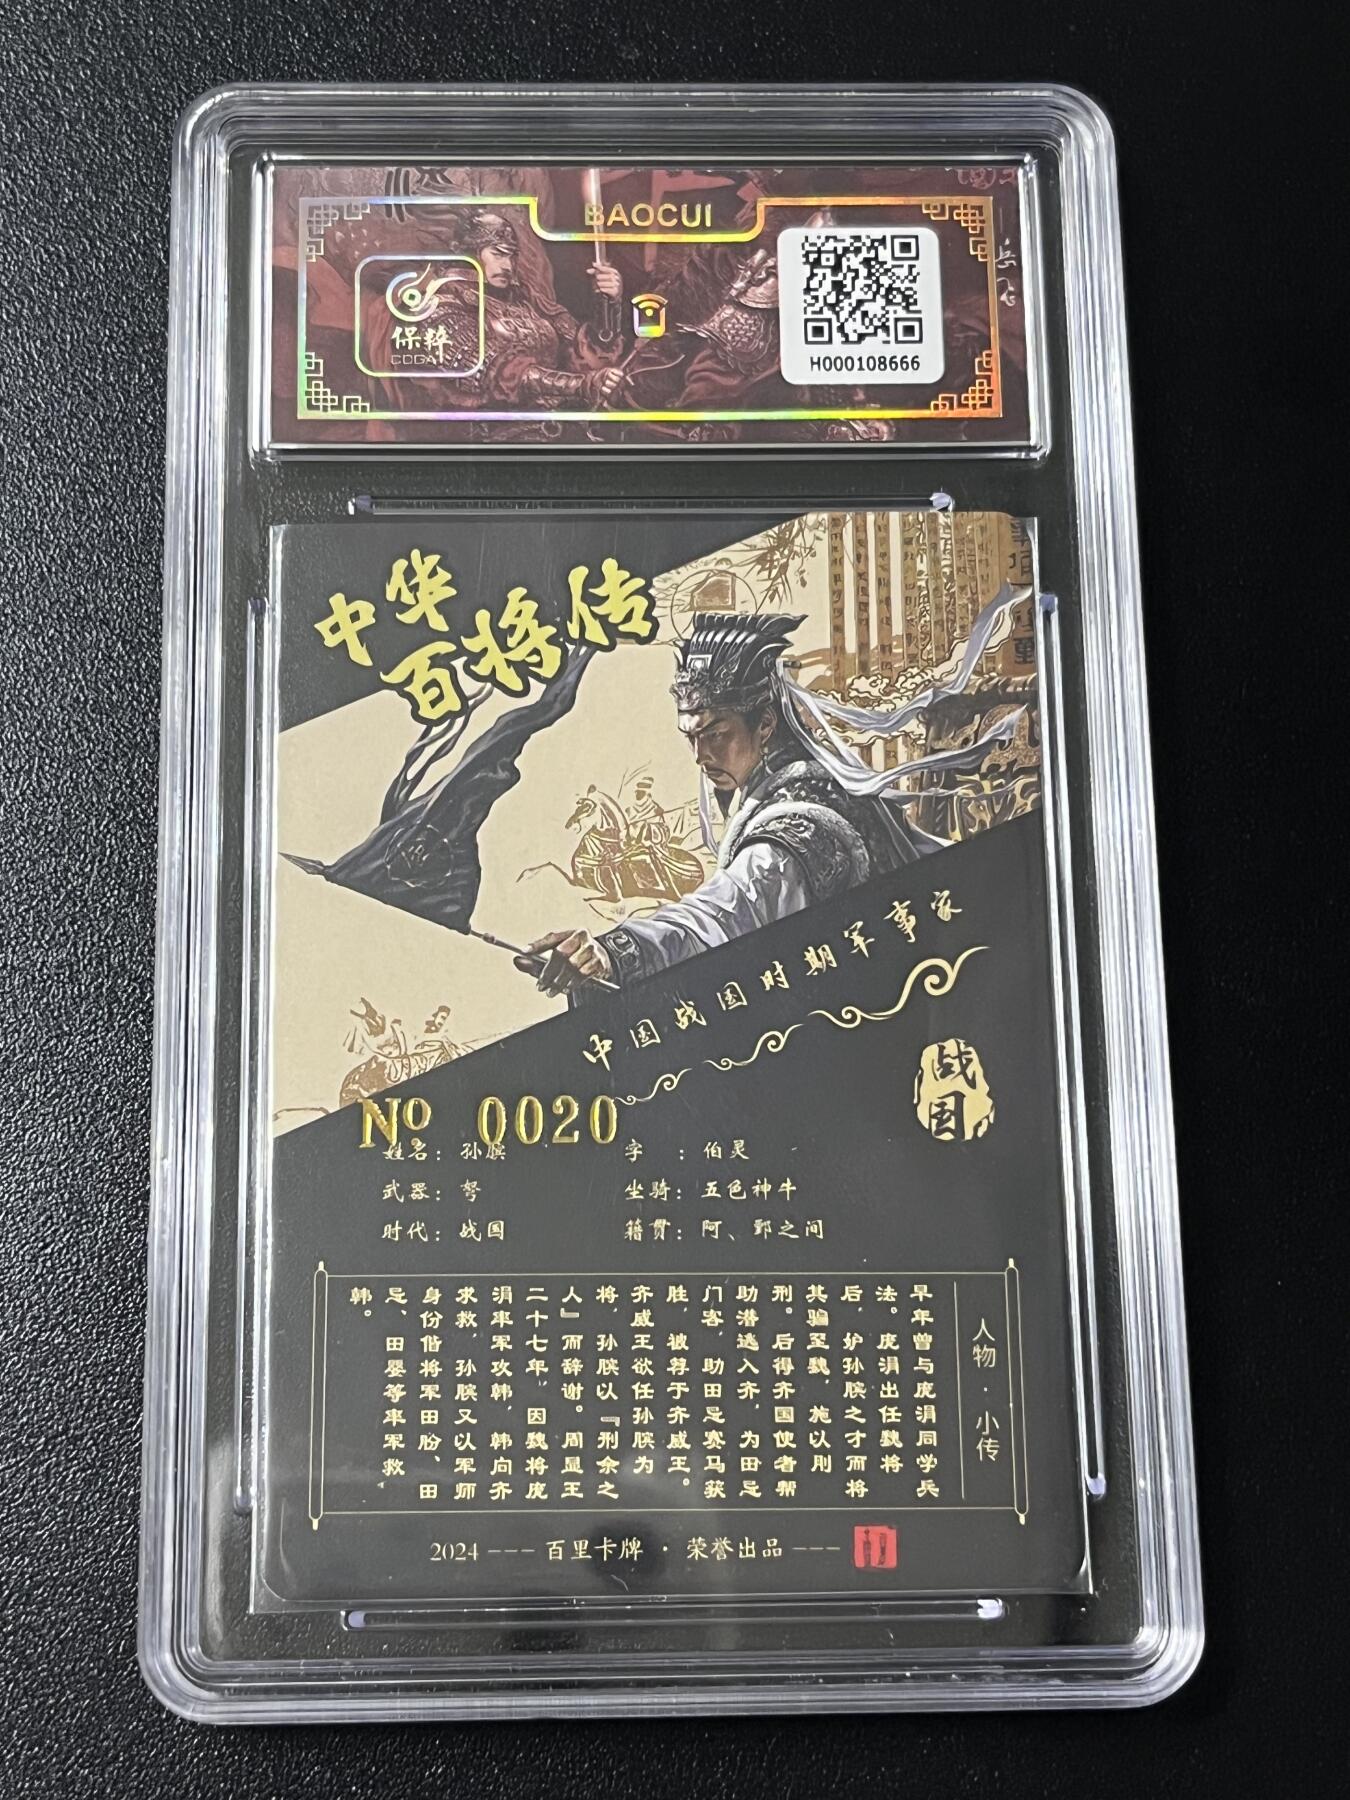 BAOCUI
岳飞
保粹
CDGA
H000108666
中华
百将传
中国战国时期军事家
战国
№ 0020
姓名：孙膑
字：伯灵
武器：弩
坐骑：五色神牛
时代：战国
籍贯：阿、鄄之间
人物·小传
早年曾与庞涓同学兵
法。庞涓出任魏将
后，妒孙膑之才而将
其骗至魏，施以刖
刑。后得齐国使者帮
助潜逃入齐，为田忌
门客，助田忌赛马获
胜，被荐于齐威王。
齐威王欲任孙膑为
将，孙膑以『刑余之
人』而辞谢。周显王
二十七年，因魏将庞
涓率军攻韩，韩向齐
求救，孙膑又以军师
身份偕将军田盼、田
忌、田婴等率军救
韩。
2024 --- 百里卡牌 · 荣誉出品 ---